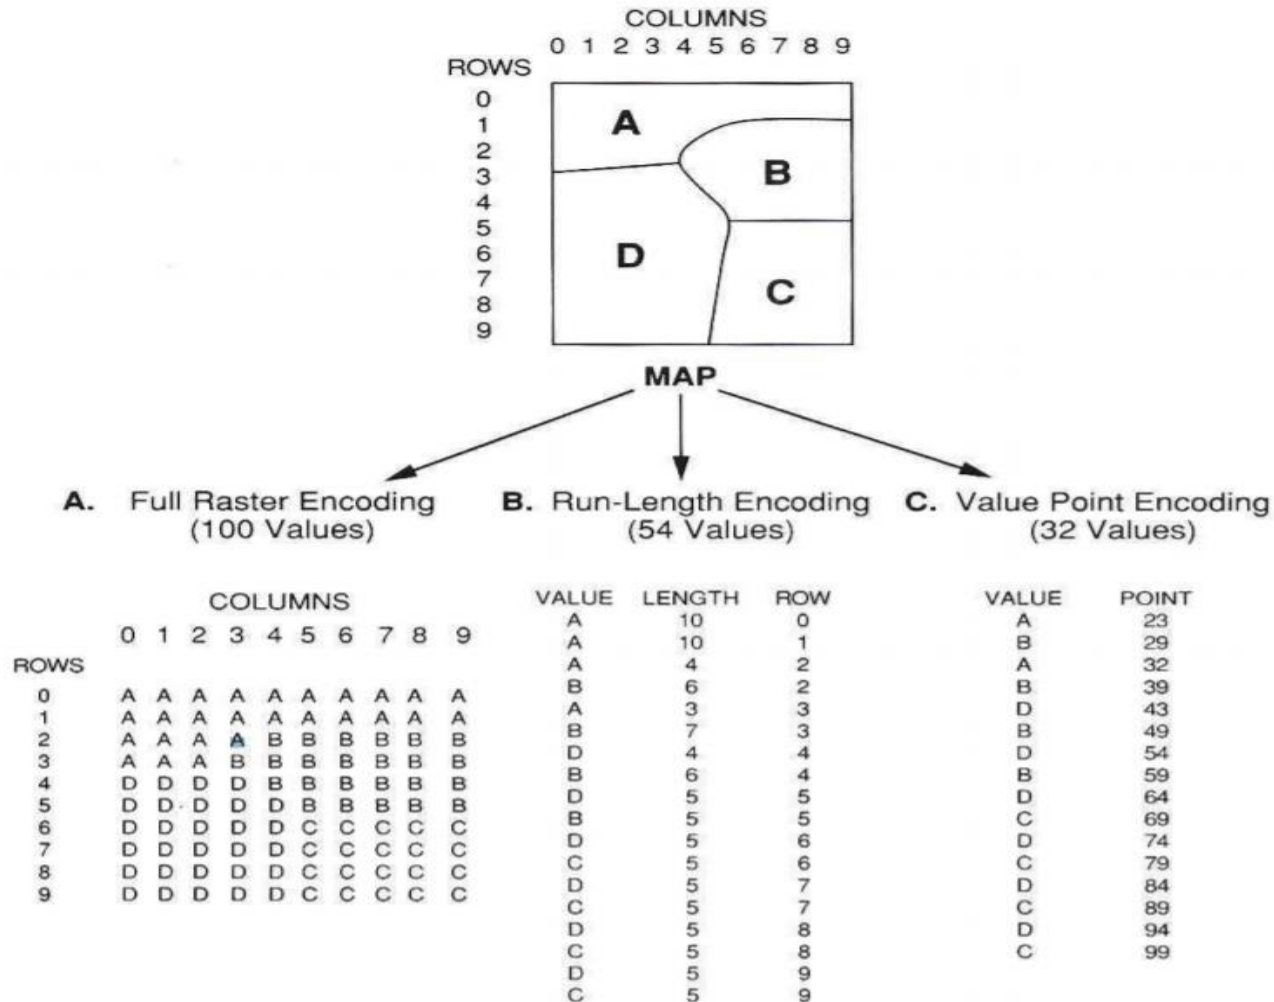 COLUMNS
0 1 2 3 4 5 6 7 8 9
ROWS
0
1
2
3
4
5
6
7
8
9
A
B
D
C
MAP
A. Full Raster Encoding
(100 Values)
COLUMNS
0 1 2 3 4 5 6 7 8 9
ROWS
0 A A A A A A A A A A
1 A A A A A A A A A A
2 A A A A B B B B B B
3 A A A B B B B B B B
4 D D D D B B B B B B
5 D D D D D B B B B B
6 D D D D D C C C C C
7 D D D D D C C C C C
8 D D D D D C C C C C
9 D D D D D C C C C C
B. Run-Length Encoding
(54 Values)
VALUE LENGTH ROW
A 10 0
A 10 1
A 4 2
B 6 2
A 3 3
B 7 3
D 4 4
B 6 4
D 5 5
B 5 5
D 5 6
C 5 6
D 5 7
C 5 7
D 5 8
C 5 8
D 5 9
C 5 9
C. Value Point Encoding
(32 Values)
VALUE POINT
A 23
B 29
A 32
B 39
D 43
B 49
D 54
B 59
D 64
C 69
D 74
C 79
D 84
C 89
D 94
C 99